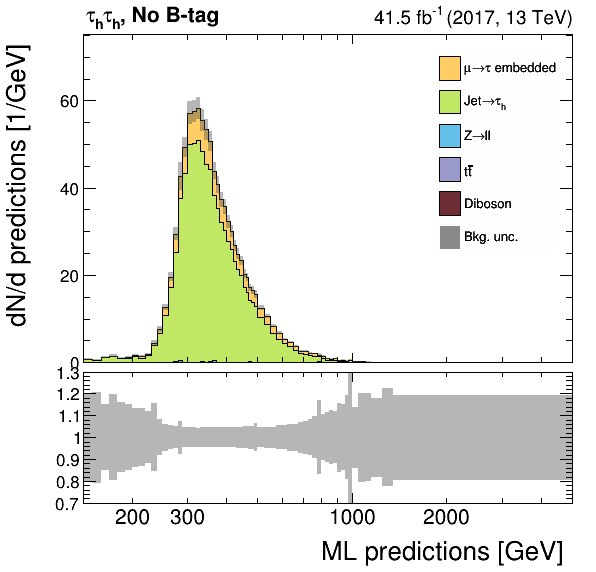 τhτh, No B-tag
41.5 fb⁻¹ (2017, 13 TeV)
dN/d predictions [1/GeV]
60
40
20
0
μ→τ embedded
Jet→τh
Z→ll
tt̅
Diboson
Bkg. unc.
1.3
1.2
1.1
1
0.9
0.8
0.7
200 300 1000 2000
ML predictions [GeV]